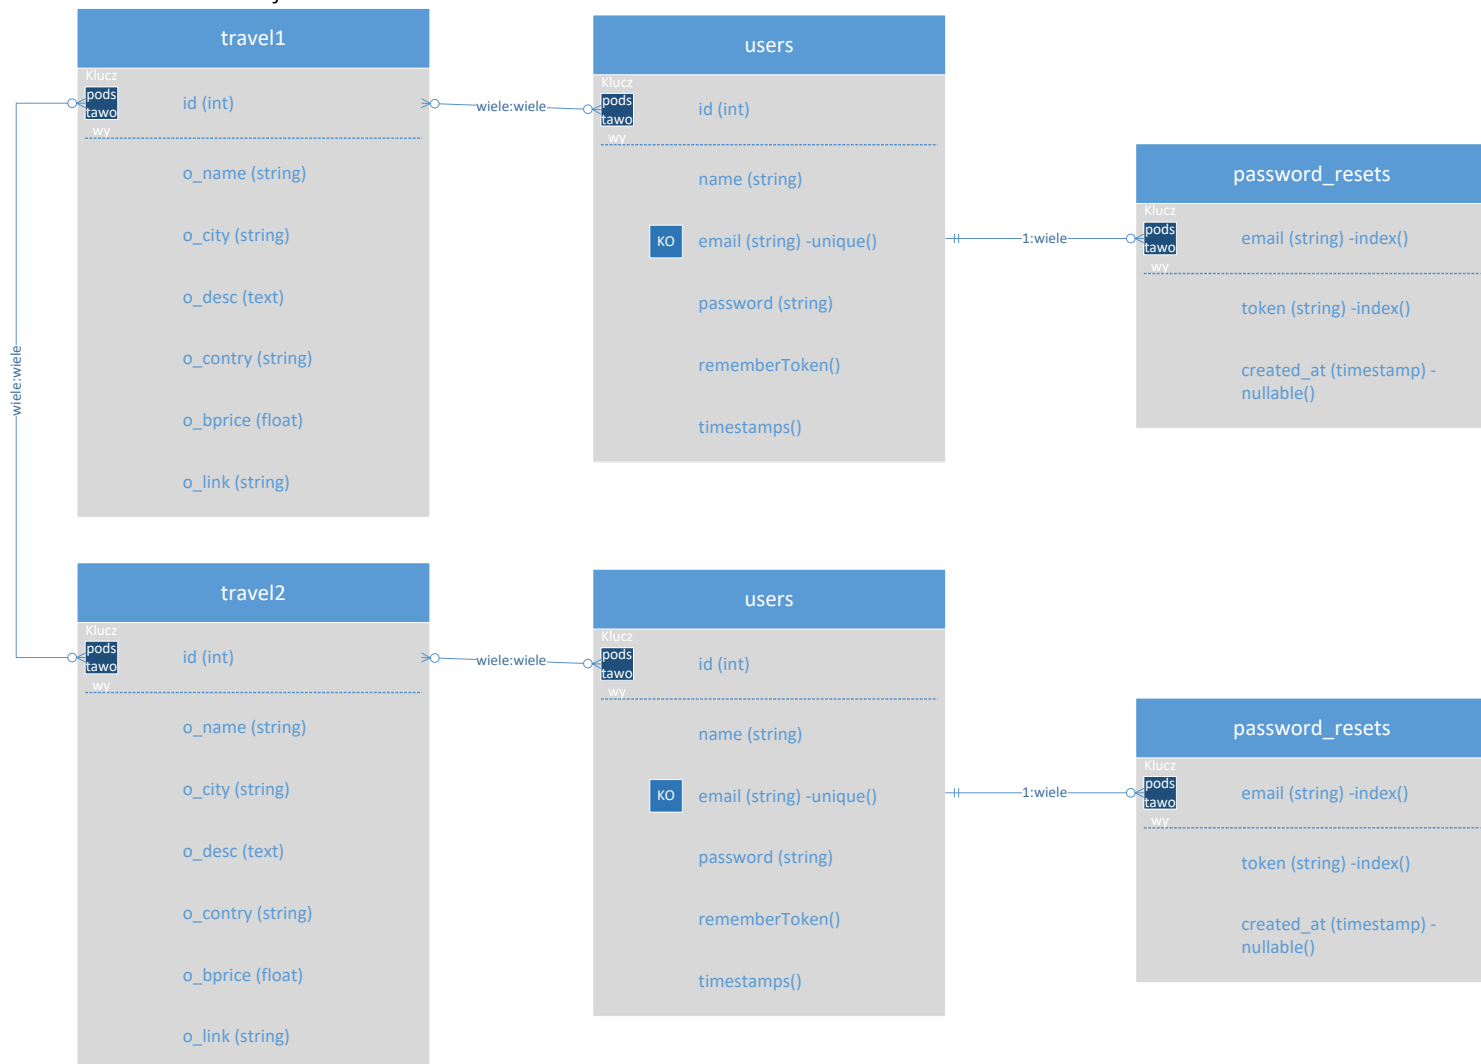 j
travel1
Klucz
pods
tawo
wy
id (int)
o_name (string)
o_city (string)
o_desc (text)
o_contry (string)
o_bprice (float)
o_link (string)
wiele:wiele
users
Klucz
pods
tawo
wy
id (int)
name (string)
KO
email (string) -unique()
password (string)
rememberToken()
timestamps()
1:wiele
password_resets
Klucz
pods
tawo
wy
email (string) -index()
token (string) -index()
created_at (timestamp) -
nullable()
wiele:wiele
travel2
Klucz
pods
tawo
wy
id (int)
o_name (string)
o_city (string)
o_desc (text)
o_contry (string)
o_bprice (float)
o_link (string)
wiele:wiele
users
Klucz
pods
tawo
wy
id (int)
name (string)
KO
email (string) -unique()
password (string)
rememberToken()
timestamps()
1:wiele
password_resets
Klucz
pods
tawo
wy
email (string) -index()
token (string) -index()
created_at (timestamp) -
nullable()